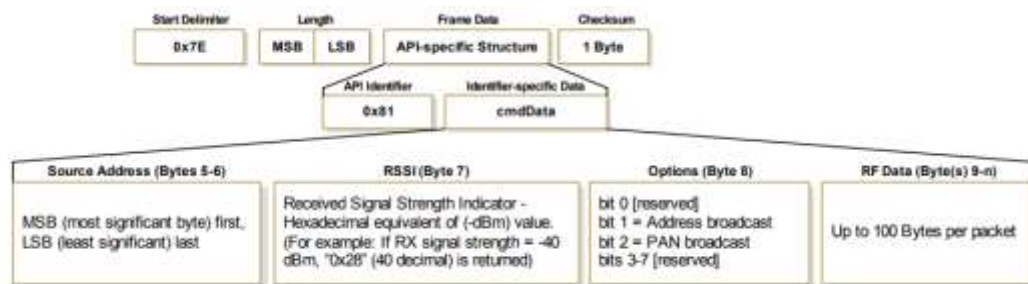 Start Delimiter Length Frame Data Checksum
0x7E MSB LSB API-specific Structure 1 Byte
API Identifier Identifier-specific Data
0x81 cmdData
Source Address (Bytes 5-6)
MSB (most significant byte) first,
LSB (least significant) last
RSSI (Byte 7)
Received Signal Strength Indicator -
Hexadecimal equivalent of (-dBm) value.
(For example: If RX signal strength = -40
dBm, "0x28" (40 decimal) is returned)
Options (Byte 8)
bit 0 [reserved]
bit 1 = Address broadcast
bit 2 = PAN broadcast
bits 3-7 [reserved]
RF Data (Byte(s) 9-n)
Up to 100 Bytes per packet